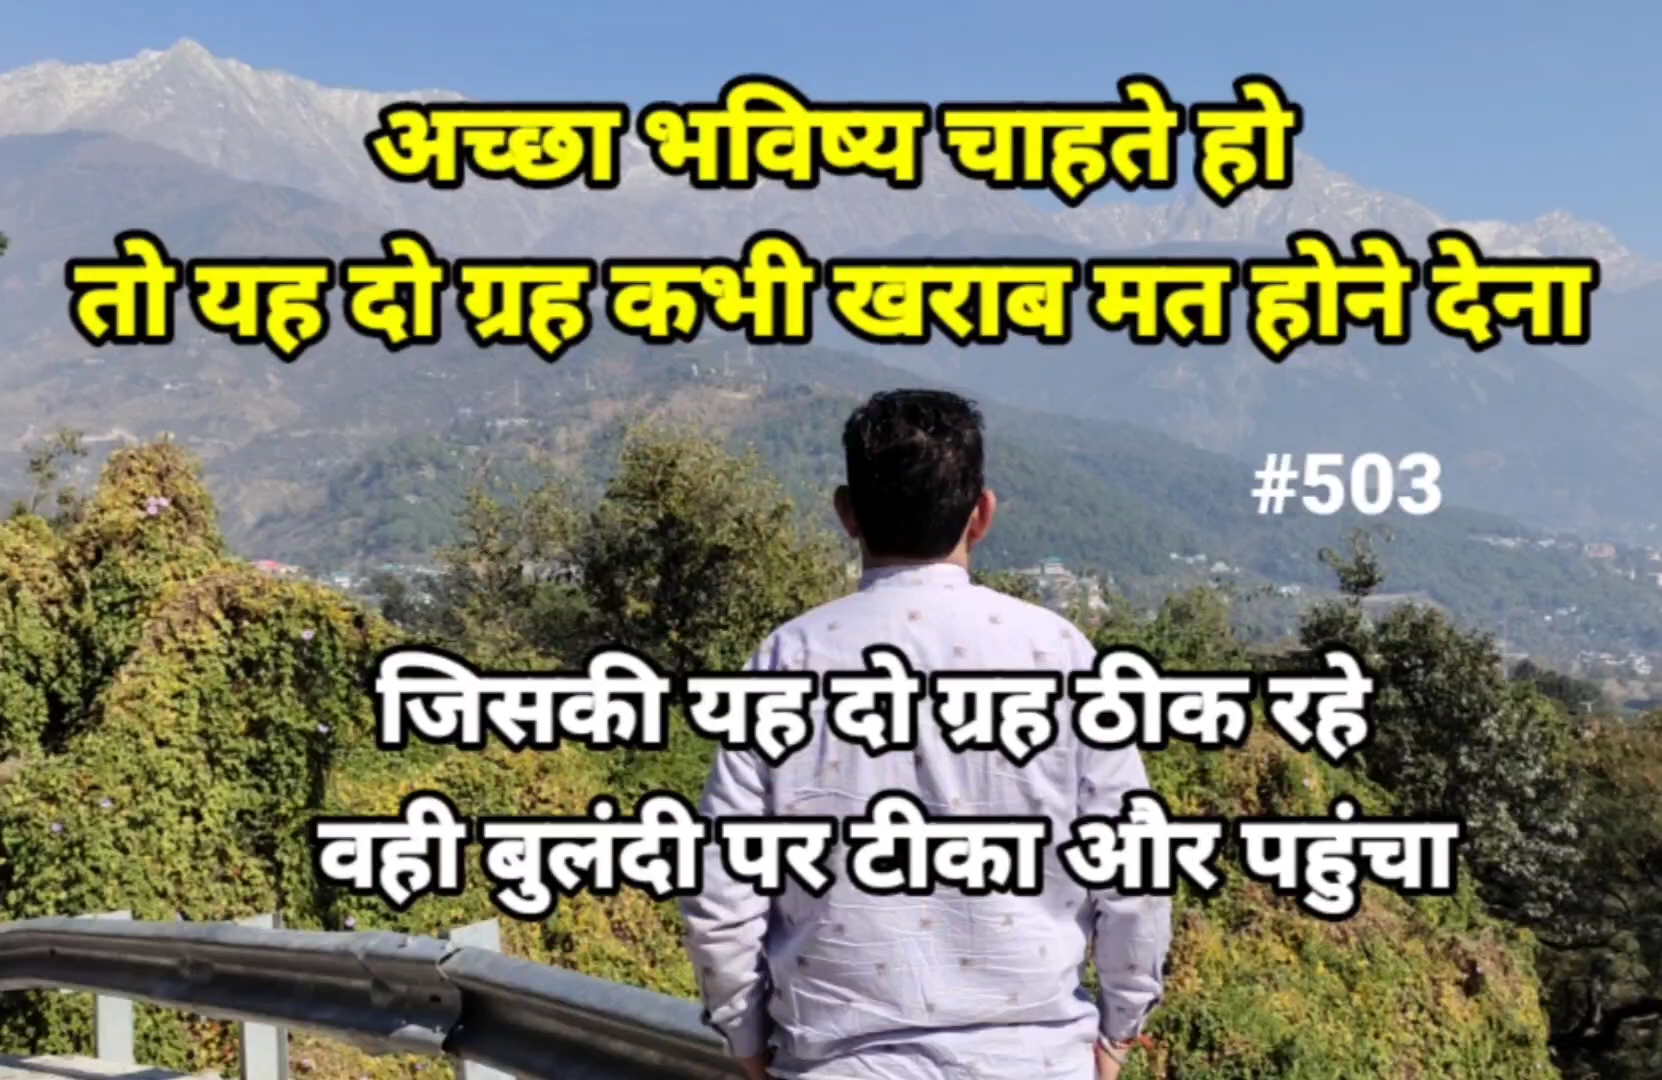 अच्छा भविष्य चाहते हो
तो यह दो ग्रह कभी खराब मत होने देना
#503
जिसकी यह दो ग्रह ठीक रहे
वही बुलंदी पर टीका और पहुंचा